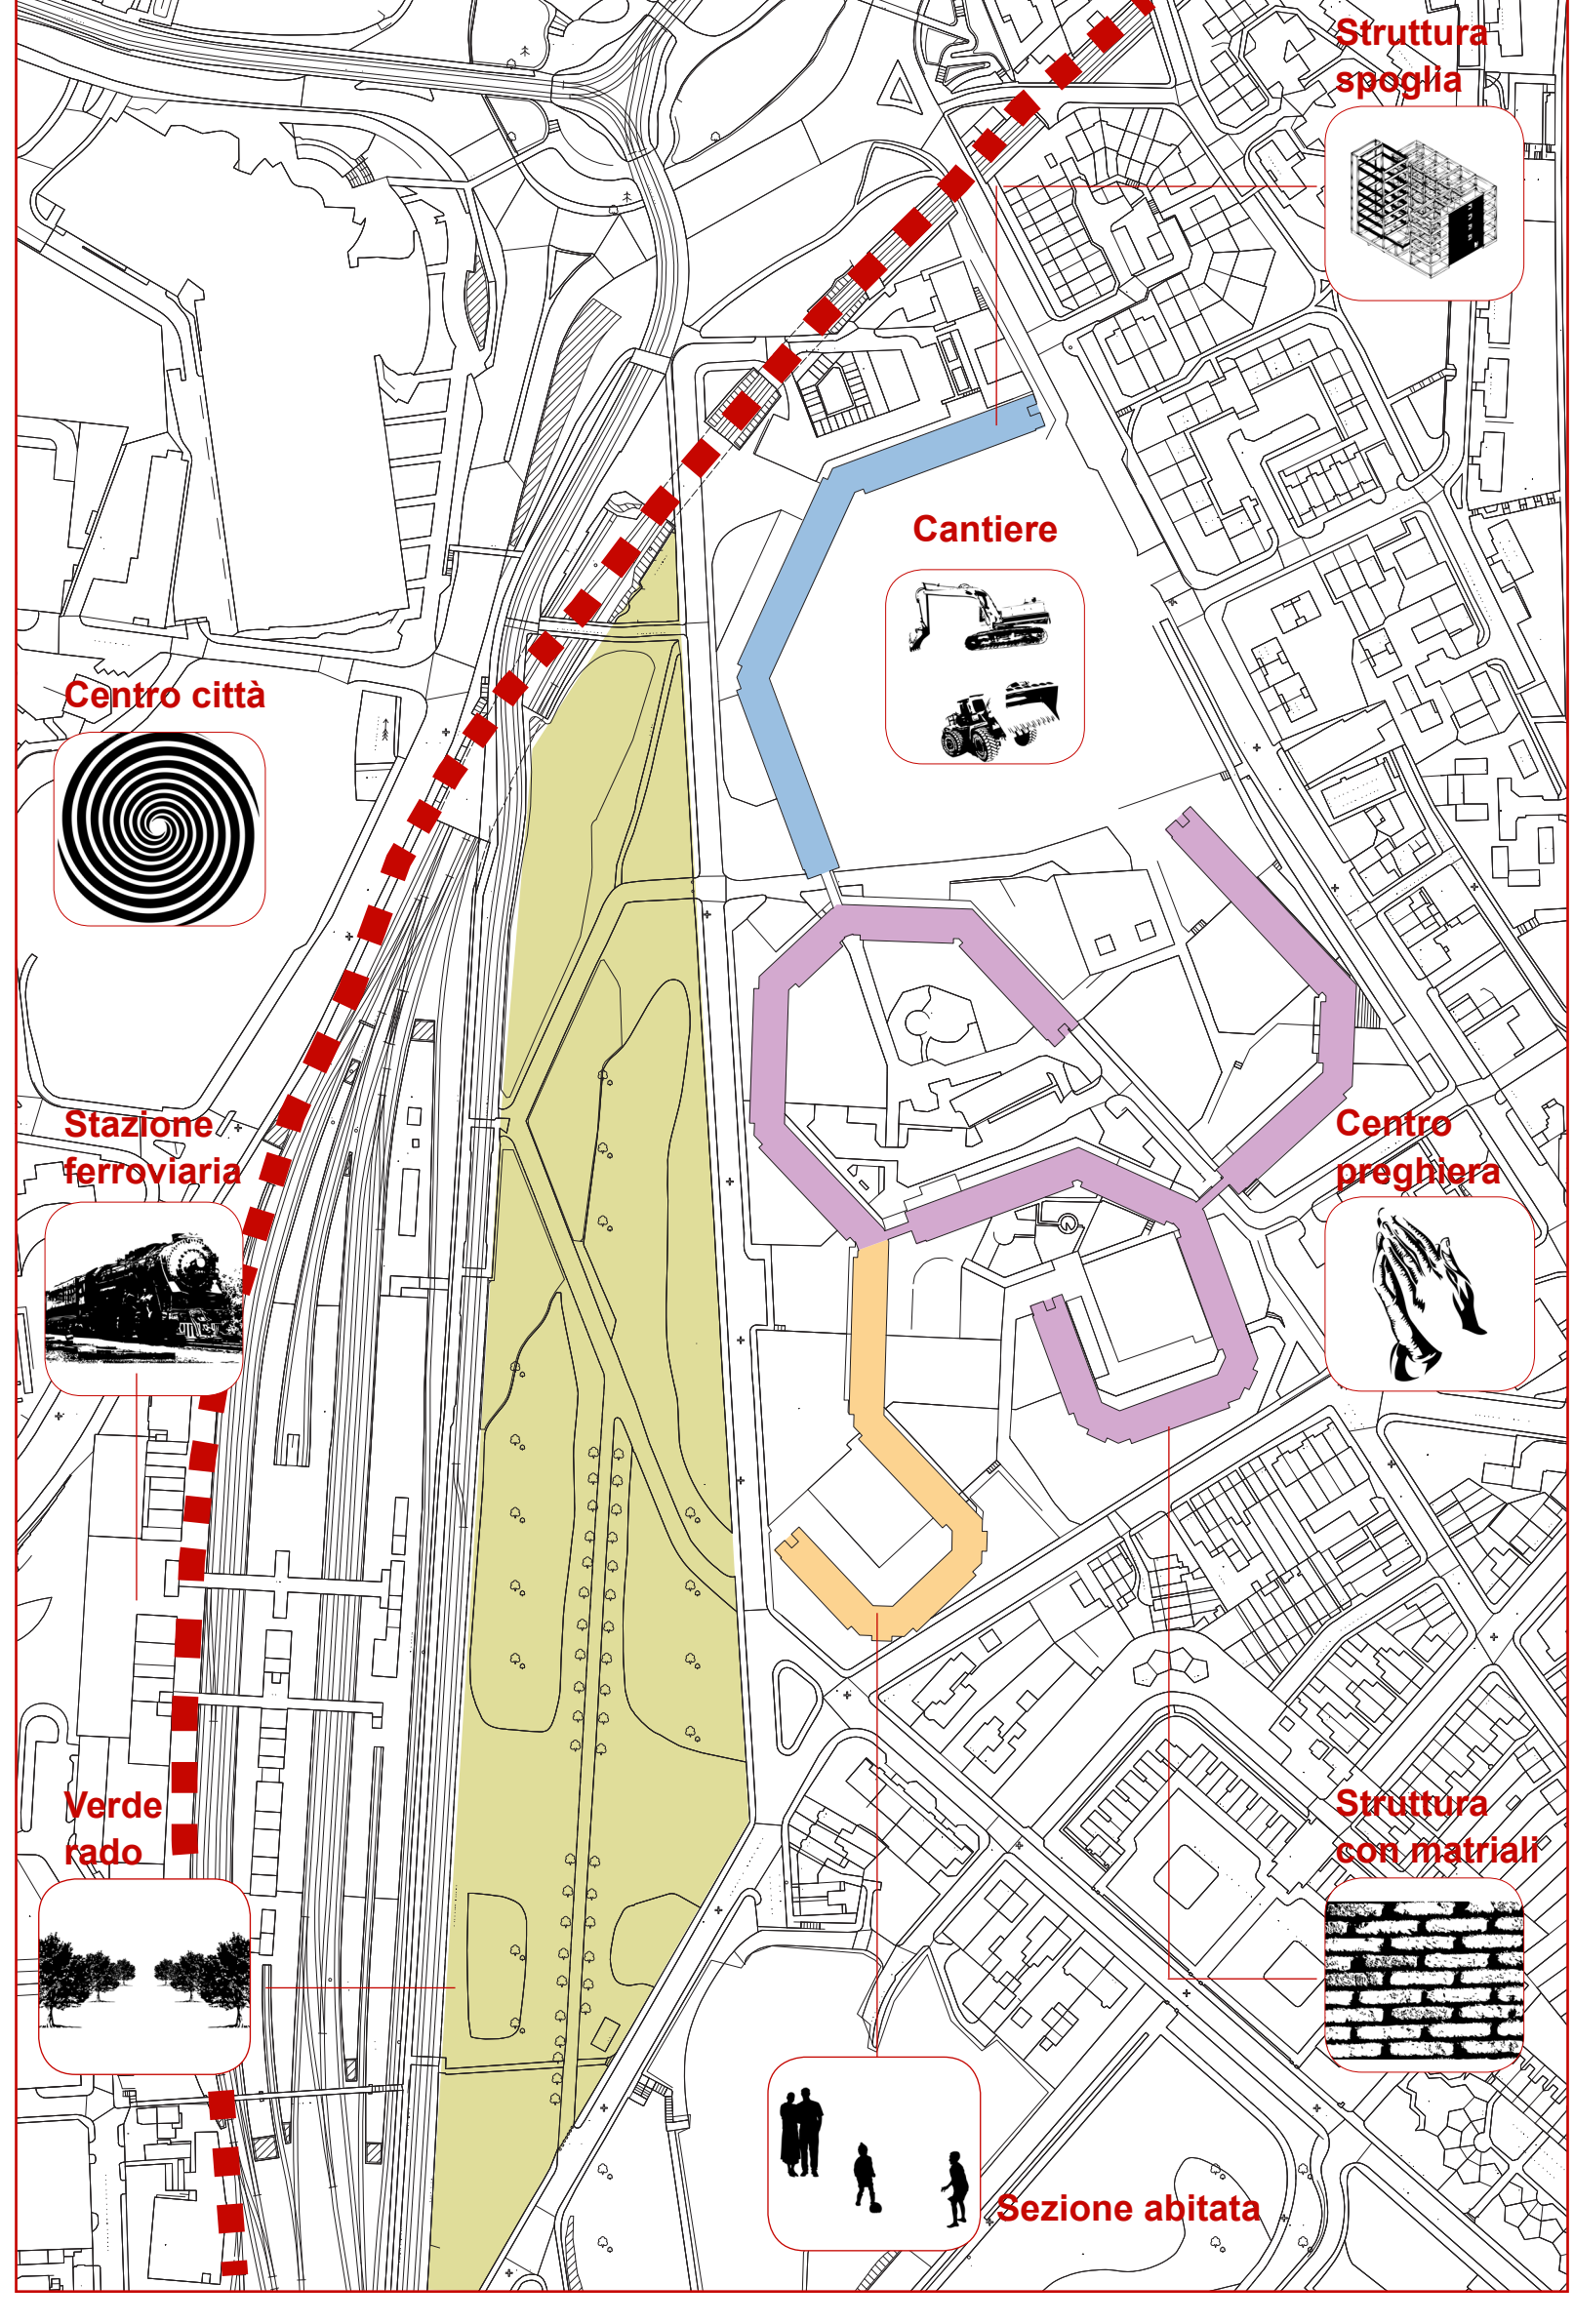 Struttura
spoglia
Cantiere
Centro città
Stazione
ferroviaria
Centro
preghiera
Verde
rado
Struttura
con matriali
Sezione abitata